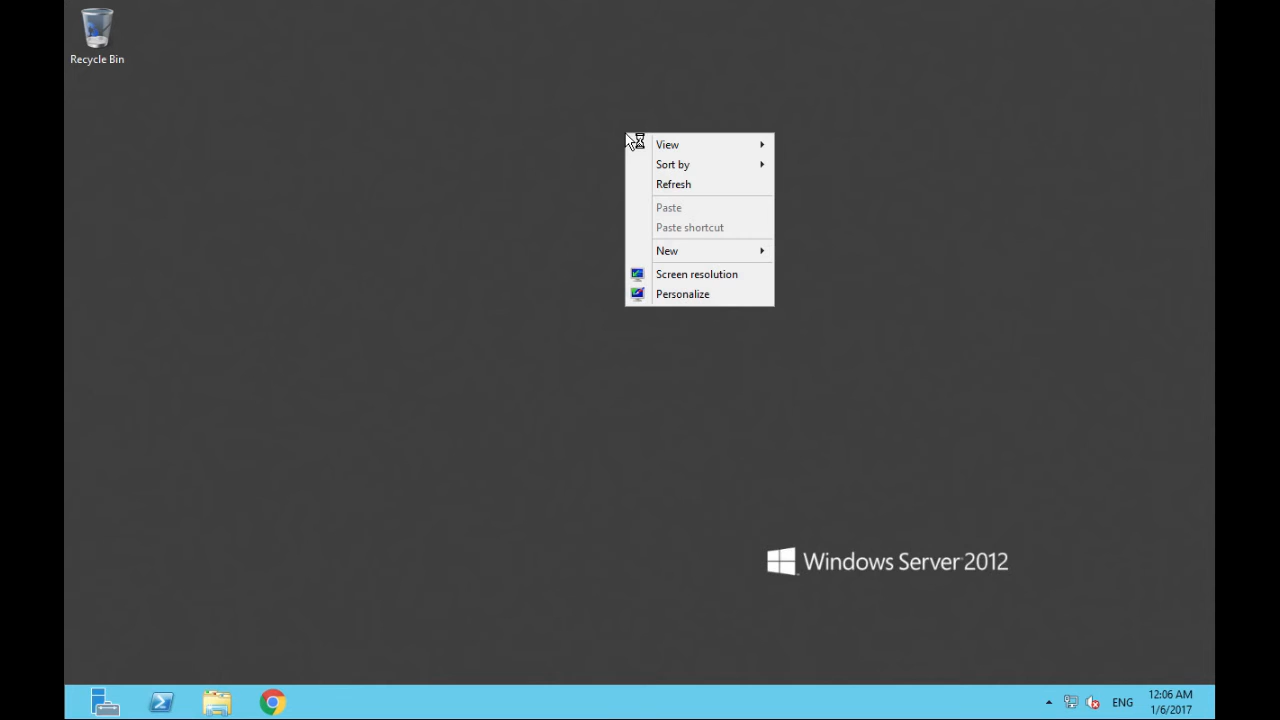 Recycle Bin
View
Sort by
Refresh
Paste
Paste shortcut
New
Screen resolution
Personalize
Windows Server 2012
ENG
12:06 AM
1/6/2017